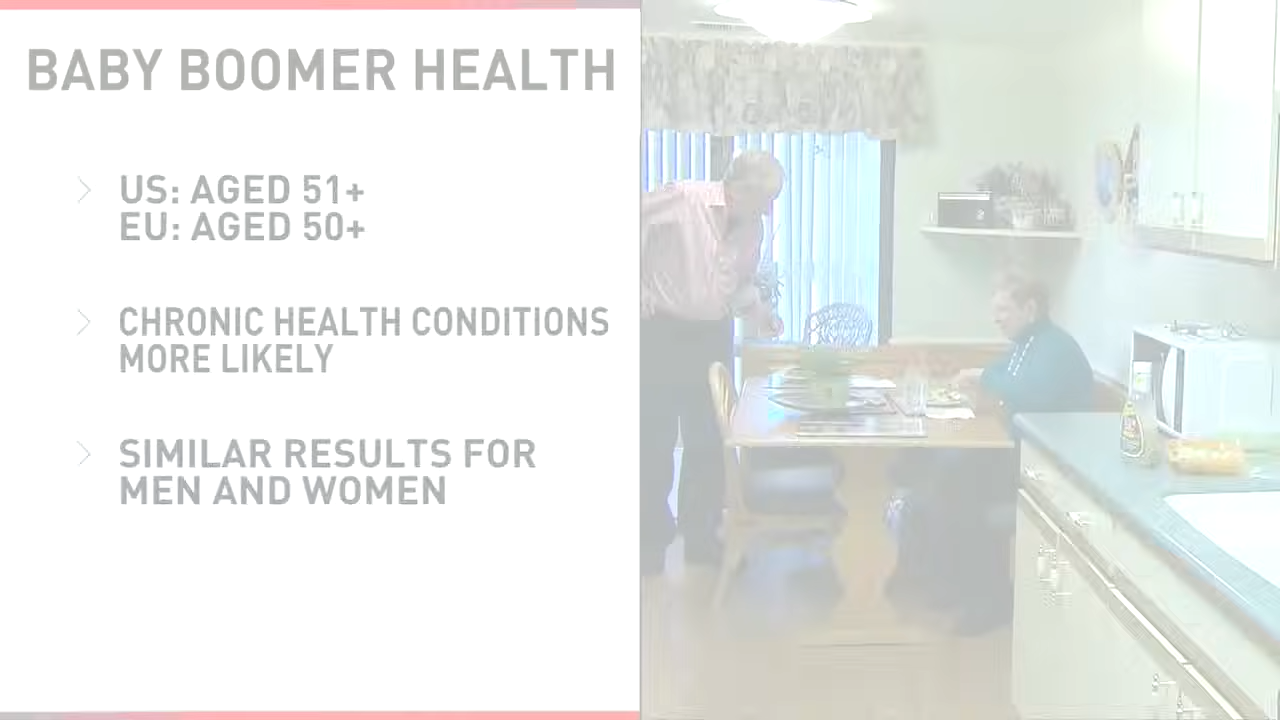 BABY BOOMER HEALTH
US: AGED 51+
EU: AGED 50+
CHRONIC HEALTH CONDITIONS
MORE LIKELY
SIMILAR RESULTS FOR
MEN AND WOMEN